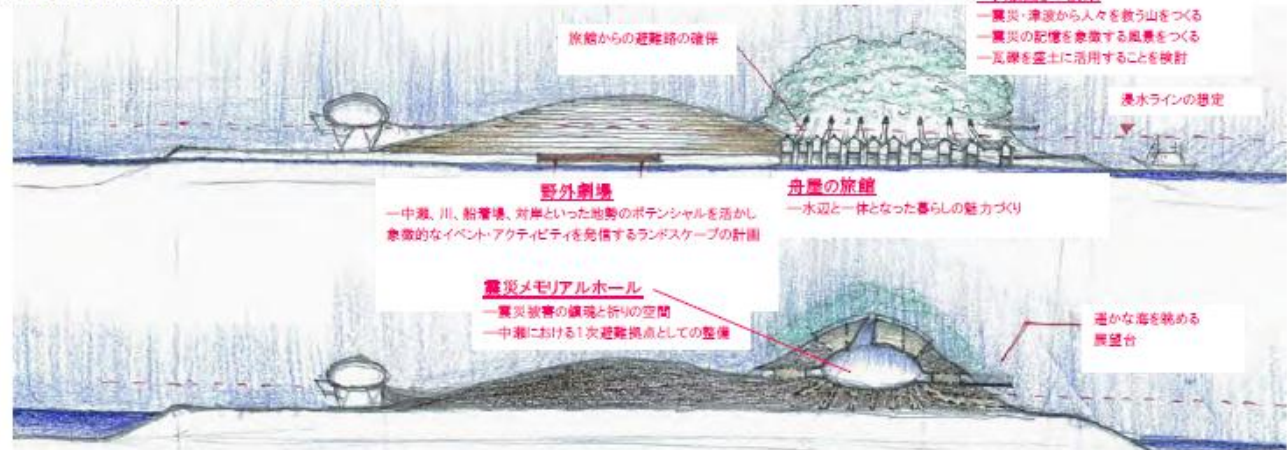 ―震災・津波から人々を救う山をつくる
―震災の記憶を象徴する風景をつくる
―瓦礫を盛土に活用することを検討
旅館からの避難路の確保
浸水ラインの想定
野外劇場
―中瀬、川、船着場、対岸といった地勢のポテンシャルを活かし
象徴的なイベント・アクティビティを発信するランドスケープの計画
舟屋の旅館
―水辺と一体となった暮らしの魅力づくり
震災メモリアルホール
―震災被害の鎮魂と祈りの空間
―中瀬における1次避難拠点としての整備
遥かな海を眺める
展望台